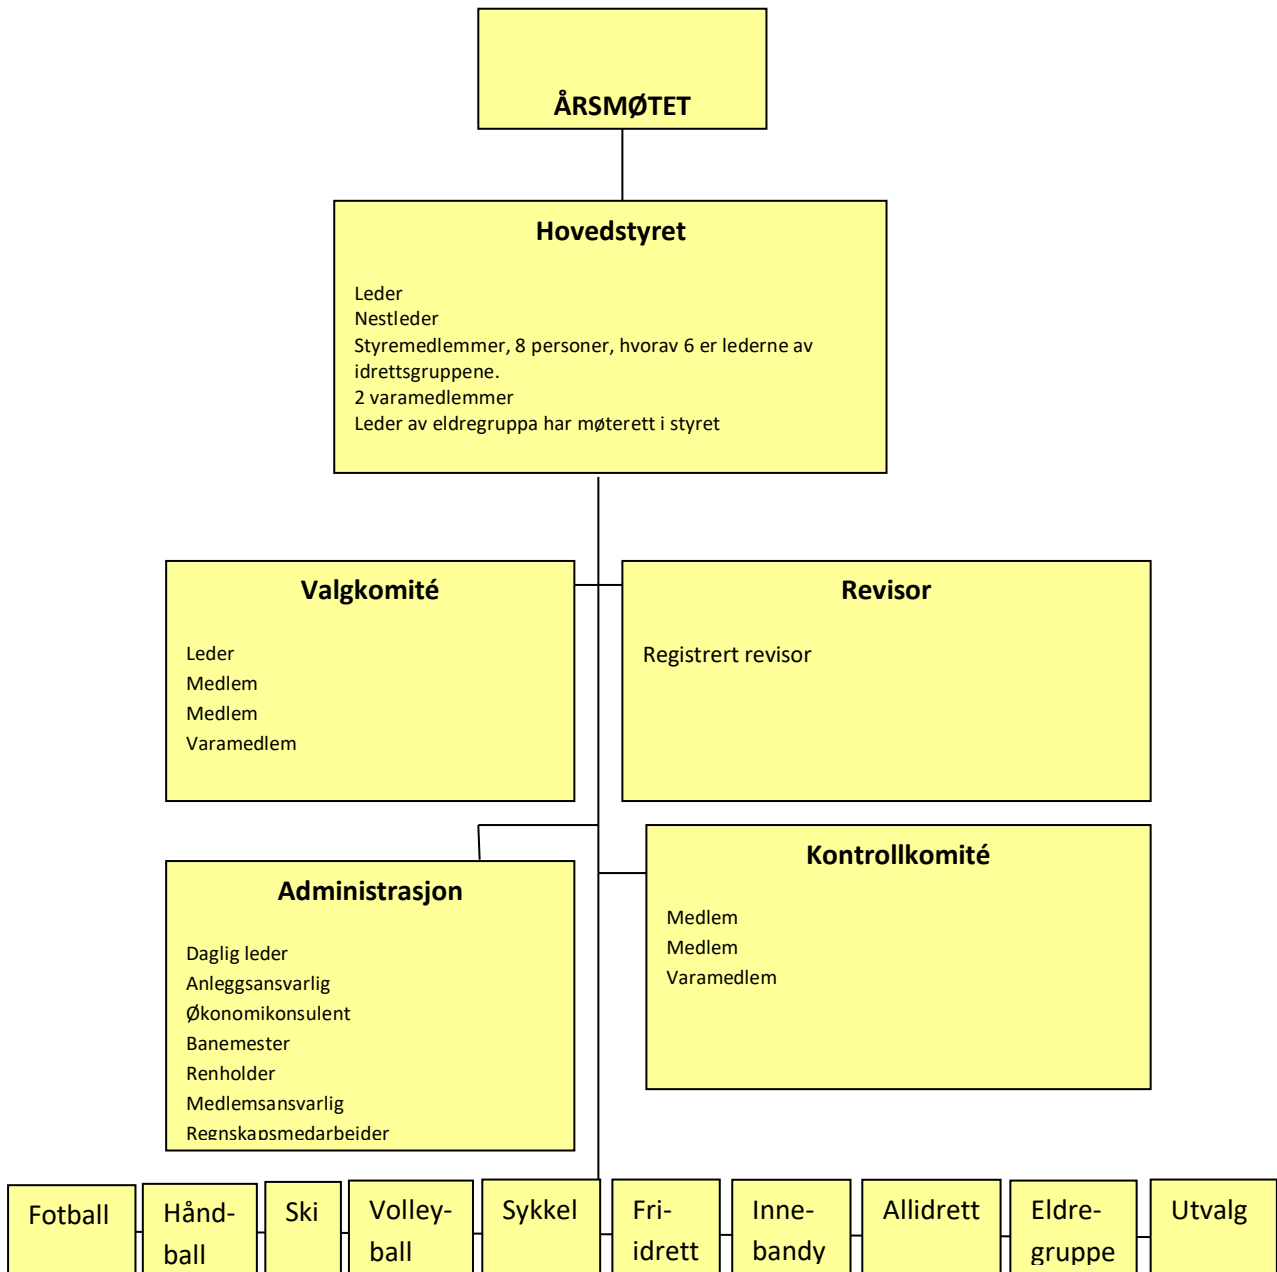 ÅRSMØTET
Hovedstyret
Leder
Nestleder
Styremedlemmer, 8 personer, hvorav 6 er lederne av
idrettsgruppene.
2 varamedlemmer
Leder av eldregruppa har møterett i styret
Valgkomité
Leder
Medlem
Medlem
Varamedlem
Revisor
Registrert revisor
Administrasjon
Daglig leder
Anleggsansvarlig
Økonomikonsulent
Banemester
Renholder
Medlemsansvarlig
Regnskapsmedarbeider
Kontrollkomité
Medlem
Medlem
Varamedlem
Fotball
Hånd-
ball
Ski
Volley-
ball
Sykkel
Fri-
idrett
Inne-
bandy
Allidrett
Eldre-
gruppe
Utvalg